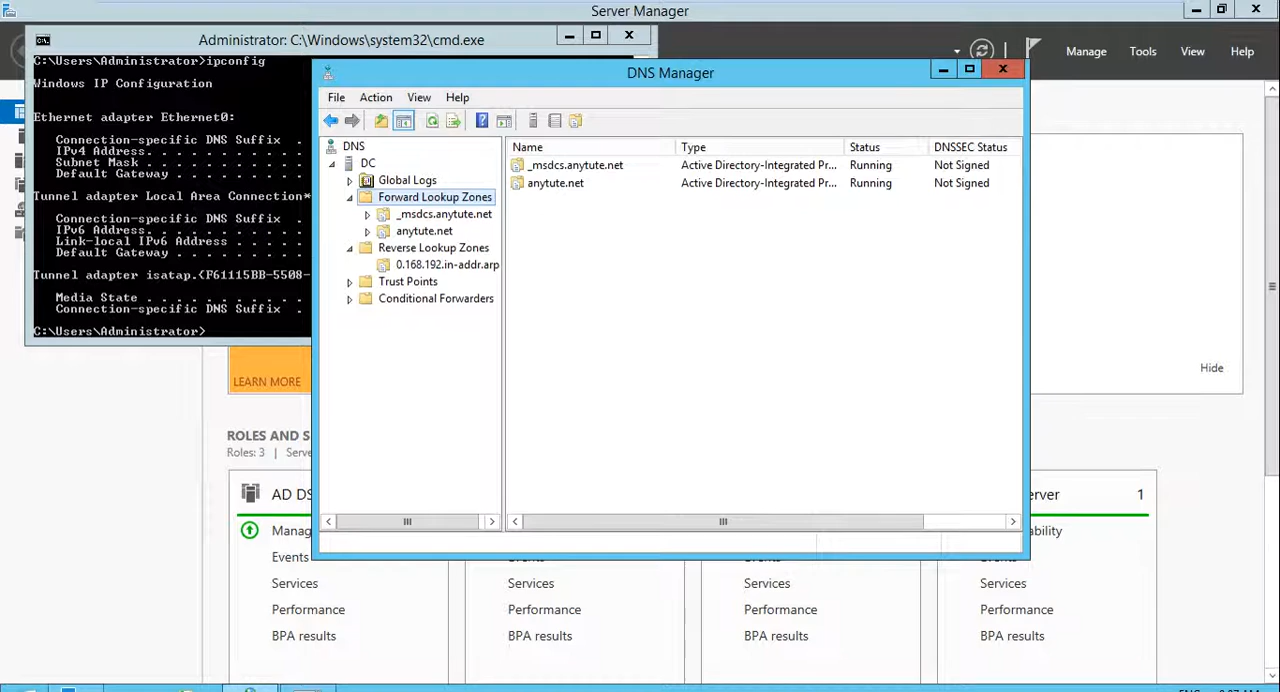 Server Manager
Administrator: C:\Windows\system32\cmd.exe
Manage Tools View Help
C:\Users\Administrator>ipconfig
Windows IP Configuration
Ethernet adapter Ethernet0:
Connection-specific DNS Suffix .
IPv4 Address. . . . . . . . . . .
Subnet Mask . . . . . . . . . . .
Default Gateway . . . . . . . . .
Tunnel adapter Local Area Connection*
Connection-specific DNS Suffix .
IPv6 Address. . . . . . . . . . .
Link-local IPv6 Address . . . . .
Default Gateway . . . . . . . . .
Tunnel adapter isatap.{F61115BB-5508-
Media State . . . . . . . . . . .
Connection-specific DNS Suffix .
C:\Users\Administrator>
DNS Manager
File Action View Help
DNS
DC
Global Logs
Forward Lookup Zones
_msdcs.anytute.net
anytute.net
Reverse Lookup Zones
0.168.192.in-addr.arp
Trust Points
Conditional Forwarders
Name Type Status DNSSEC Status
_msdcs.anytute.net Active Directory-Integrated Pr... Running Not Signed
anytute.net Active Directory-Integrated Pr... Running Not Signed
Hide
LEARN MORE
ROLES AND S
Roles: 3 | Serve
AD DS
erver 1
Manag
ability
Events
Services Services Services Services
Performance Performance Performance Performance
BPA results BPA results BPA results BPA results